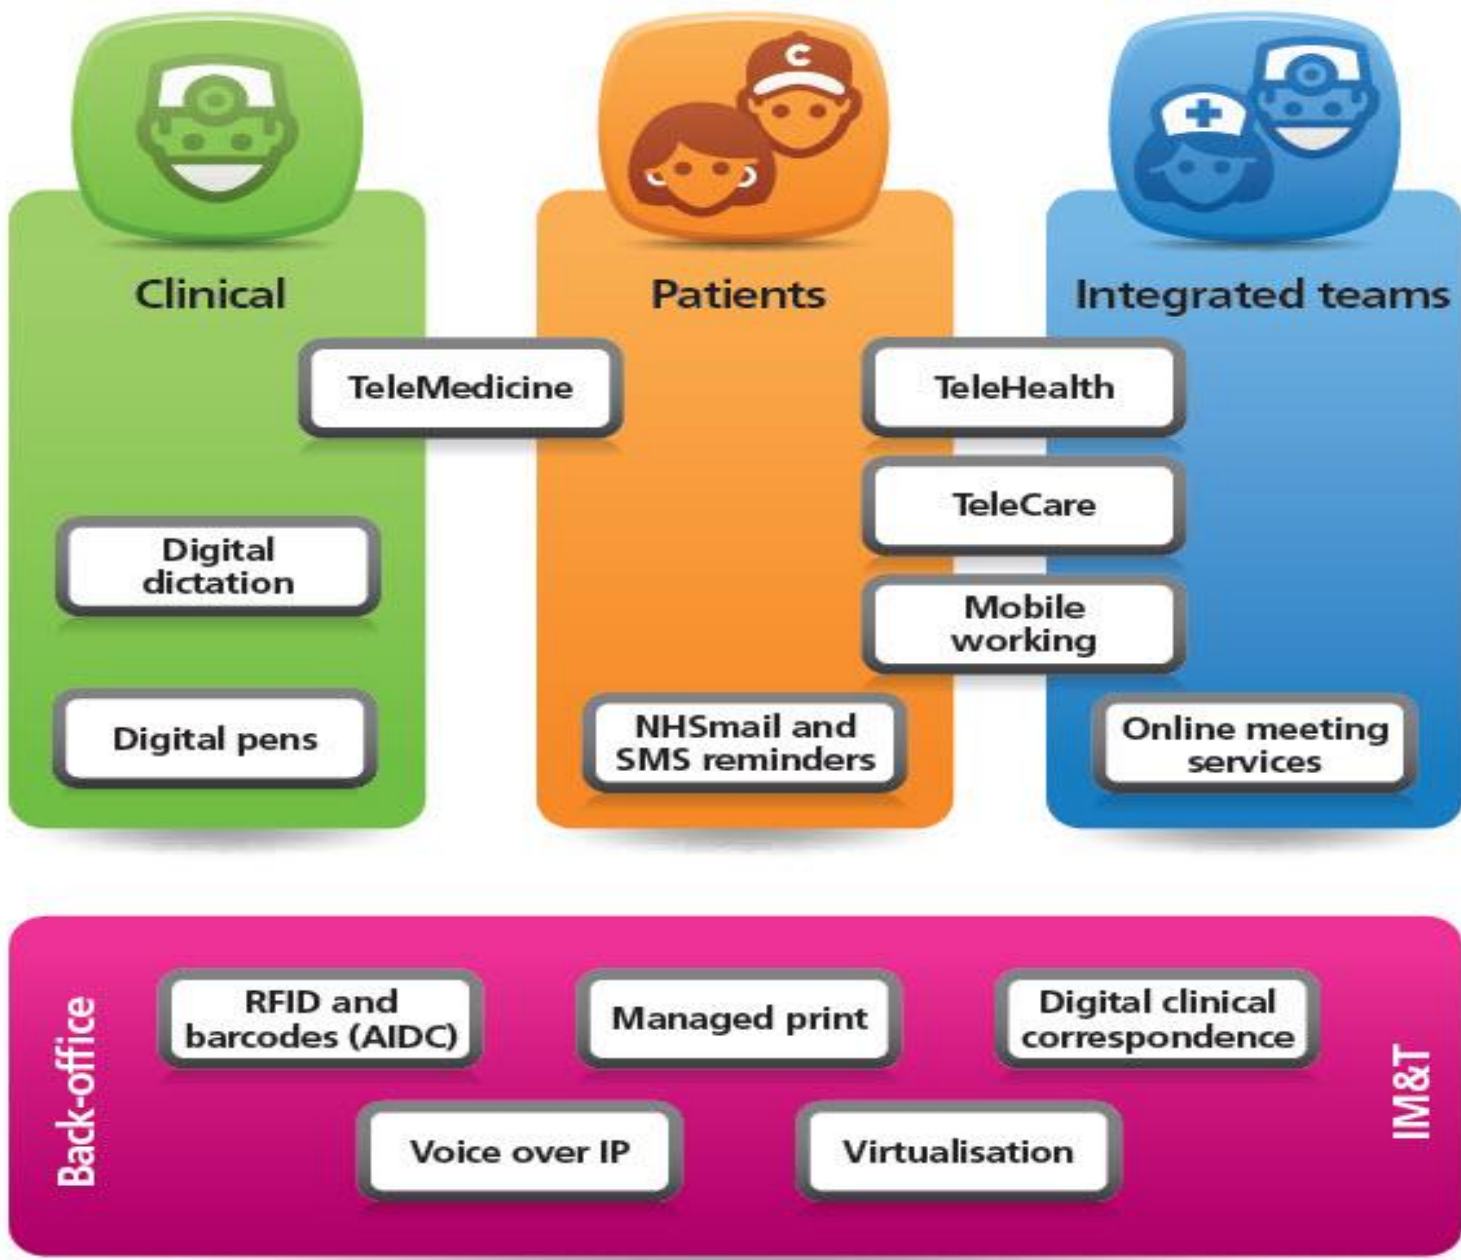 C
Clinical
Patients
Integrated teams
TeleMedicine
TeleHealth
TeleCare
Digital
dictation
Mobile
working
Digital pens
NHSmail and
SMS reminders
Online meeting
services
Back-office
RFID and
barcodes (AIDC)
Managed print
Digital clinical
correspondence
Voice over IP
Virtualisation
IM&T